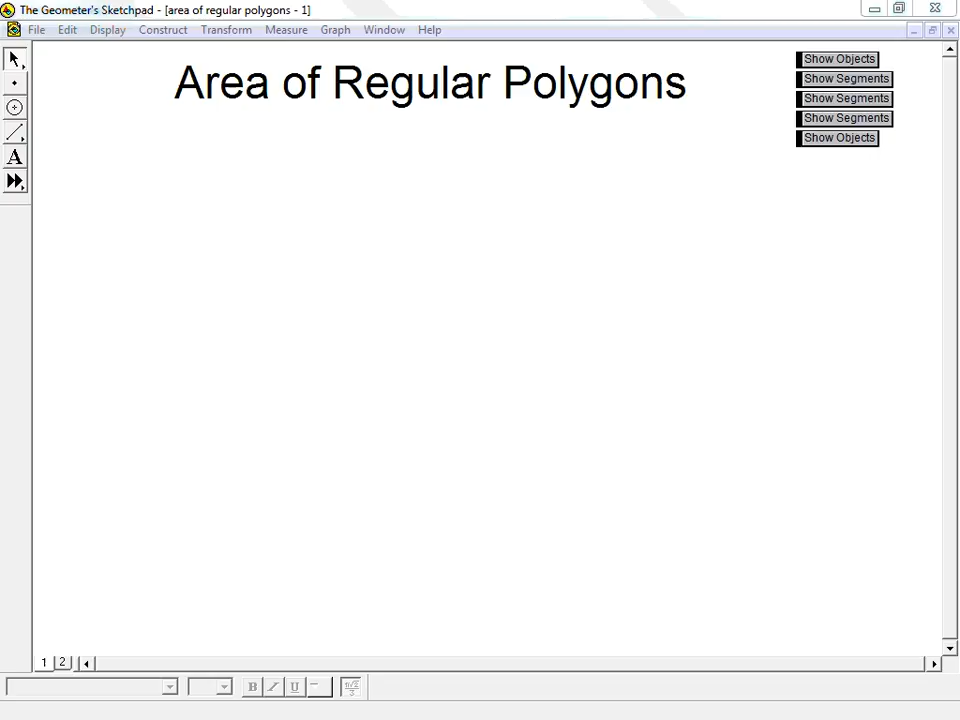 The Geometer's Sketchpad - [area of regular polygons - 1]
File Edit Display Construct Transform Measure Graph Window Help
Area of Regular Polygons
Show Objects
Show Segments
Show Segments
Show Segments
Show Objects
A
1 2
B I U